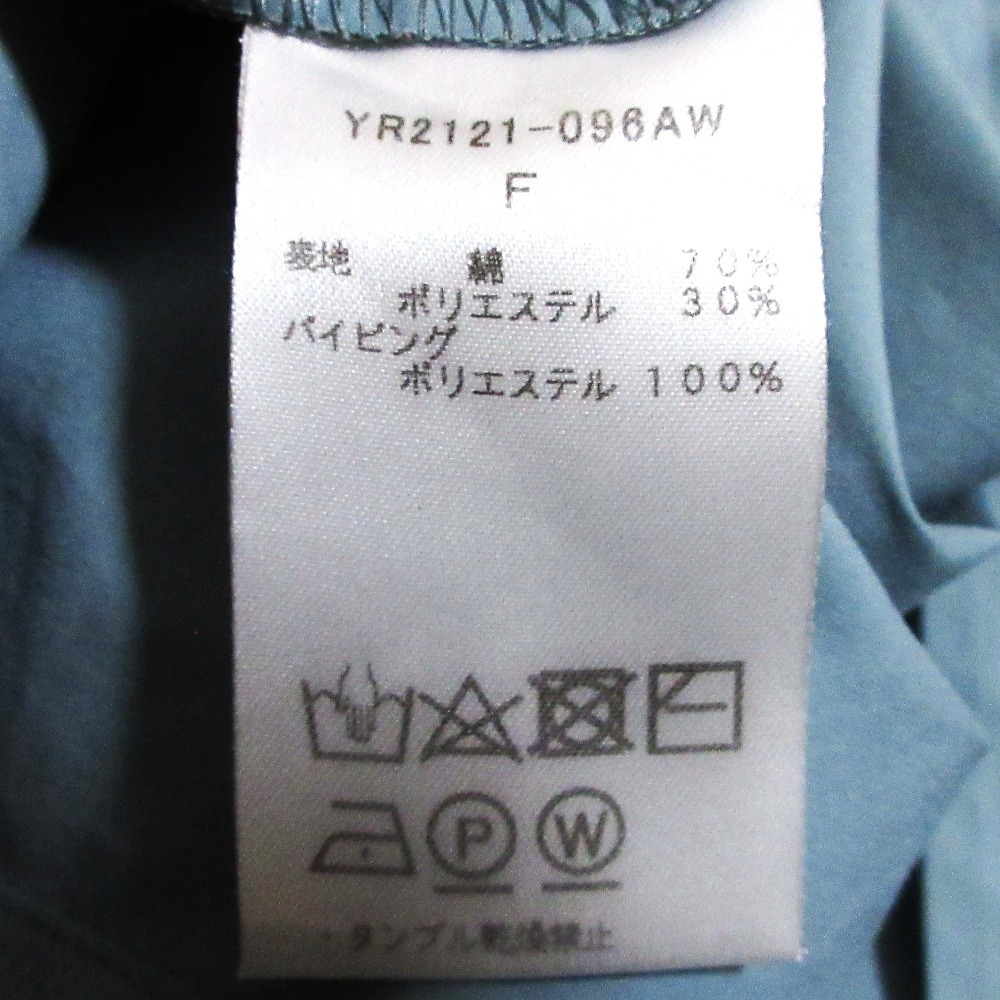 YR2121-096AW
F
表地 綿 70%
ポリエステル 30%
パイピング
ポリエステル 100%
P W
・タンブル乾燥禁止